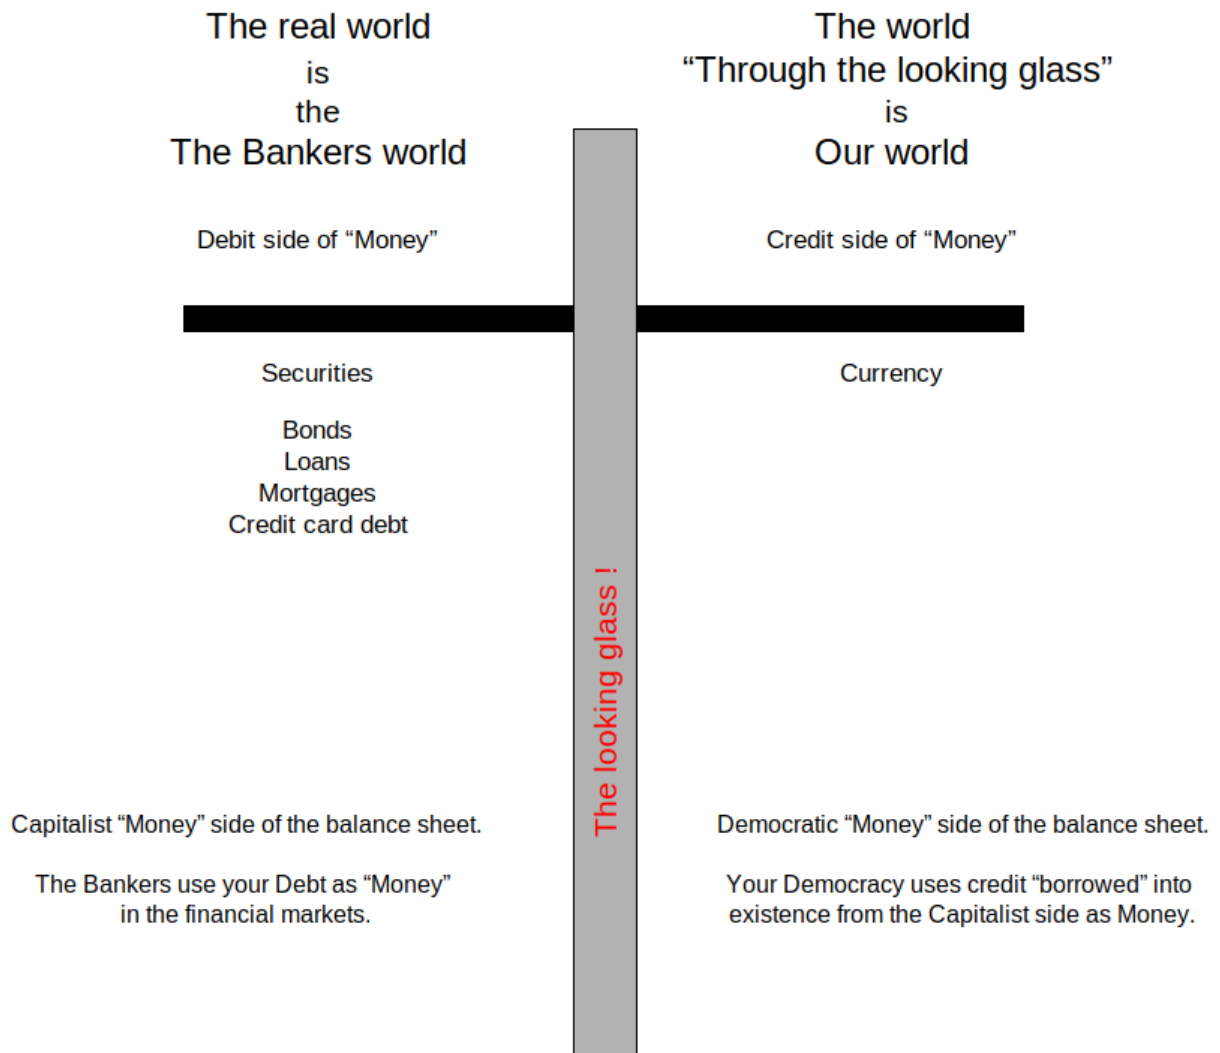 The real world
is
the
The Bankers world
Debit side of “Money”
Securities
Bonds
Loans
Mortgages
Credit card debt
Capitalist “Money” side of the balance sheet.
The Bankers use your Debt as “Money”
in the financial markets.
The looking glass !
The world
“Through the looking glass”
is
Our world
Credit side of “Money”
Currency
Democratic “Money” side of the balance sheet.
Your Democracy uses credit “borrowed” into
existence from the Capitalist side as Money.